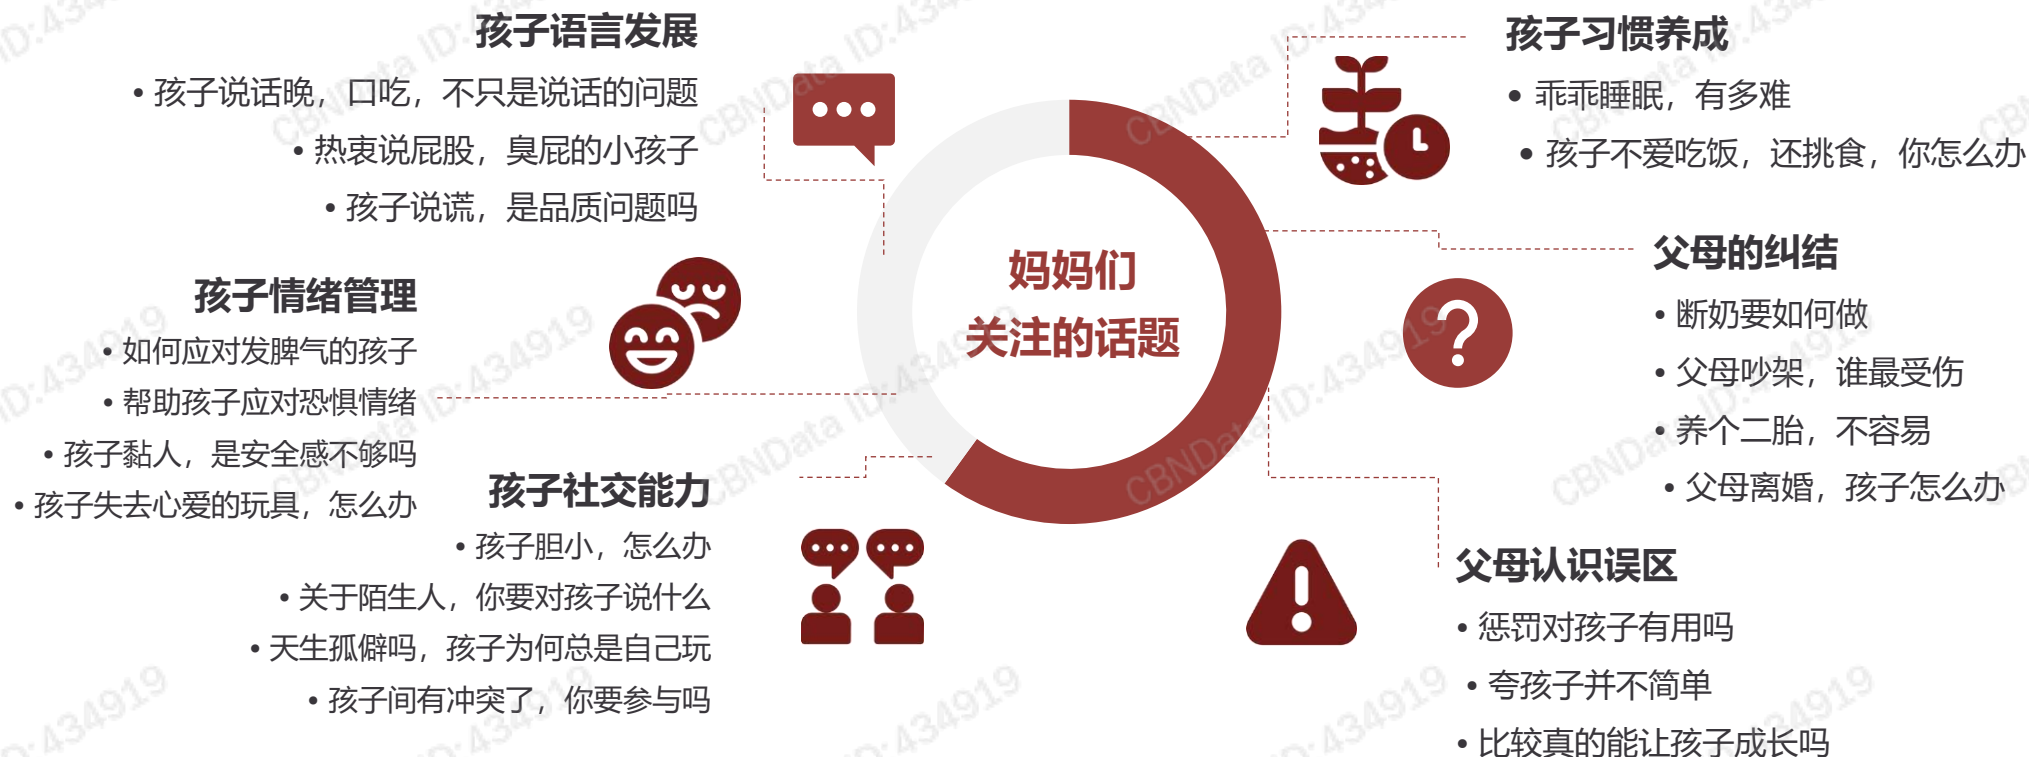 孩子语言发展
• 孩子说话晚，口吃，不只是说话的问题
• 热衷说屁股，臭屁的小孩子
• 孩子说谎，是品质问题吗
孩子情绪管理
• 如何应对发脾气的孩子
• 帮助孩子应对恐惧情绪
• 孩子黏人，是安全感不够吗
• 孩子失去心爱的玩具，怎么办
孩子社交能力
• 孩子胆小，怎么办
• 关于陌生人，你要对孩子说什么
• 天生孤僻吗，孩子为何总是自己玩
• 孩子间有冲突了，你要参与吗
妈妈们
关注的话题
孩子习惯养成
• 乖乖睡眠，有多难
• 孩子不爱吃饭，还挑食，你怎么办
父母的纠结
• 断奶要如何做
• 父母吵架，谁最受伤
• 养个二胎，不容易
• 父母离婚，孩子怎么办
父母认识误区
• 惩罚对孩子有用吗
• 夸孩子并不简单
• 比较真的能让孩子成长吗
CBNData ID:434919